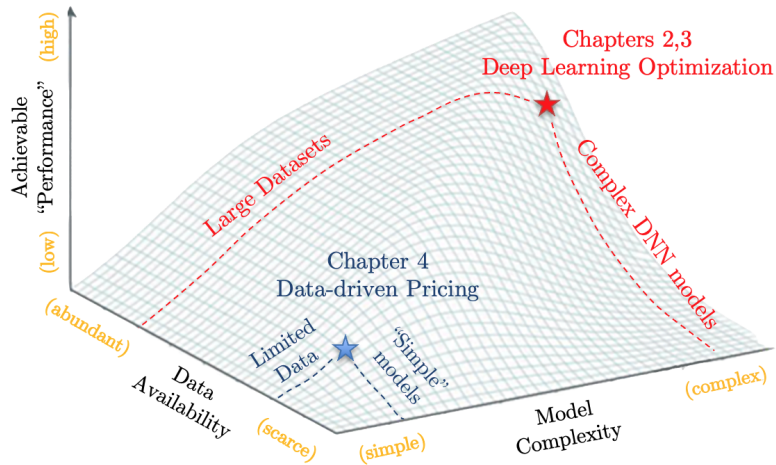 Chapters 2,3
Deep Learning Optimization
(high)
Achievable
“Performance”
(low)
Large Datasets
Complex DNN models
Chapter 4
Data-driven Pricing
Limited
Data
“Simple”
models
(abundant)
Data
Availability
(scarce)
(simple)
Model
Complexity
(complex)